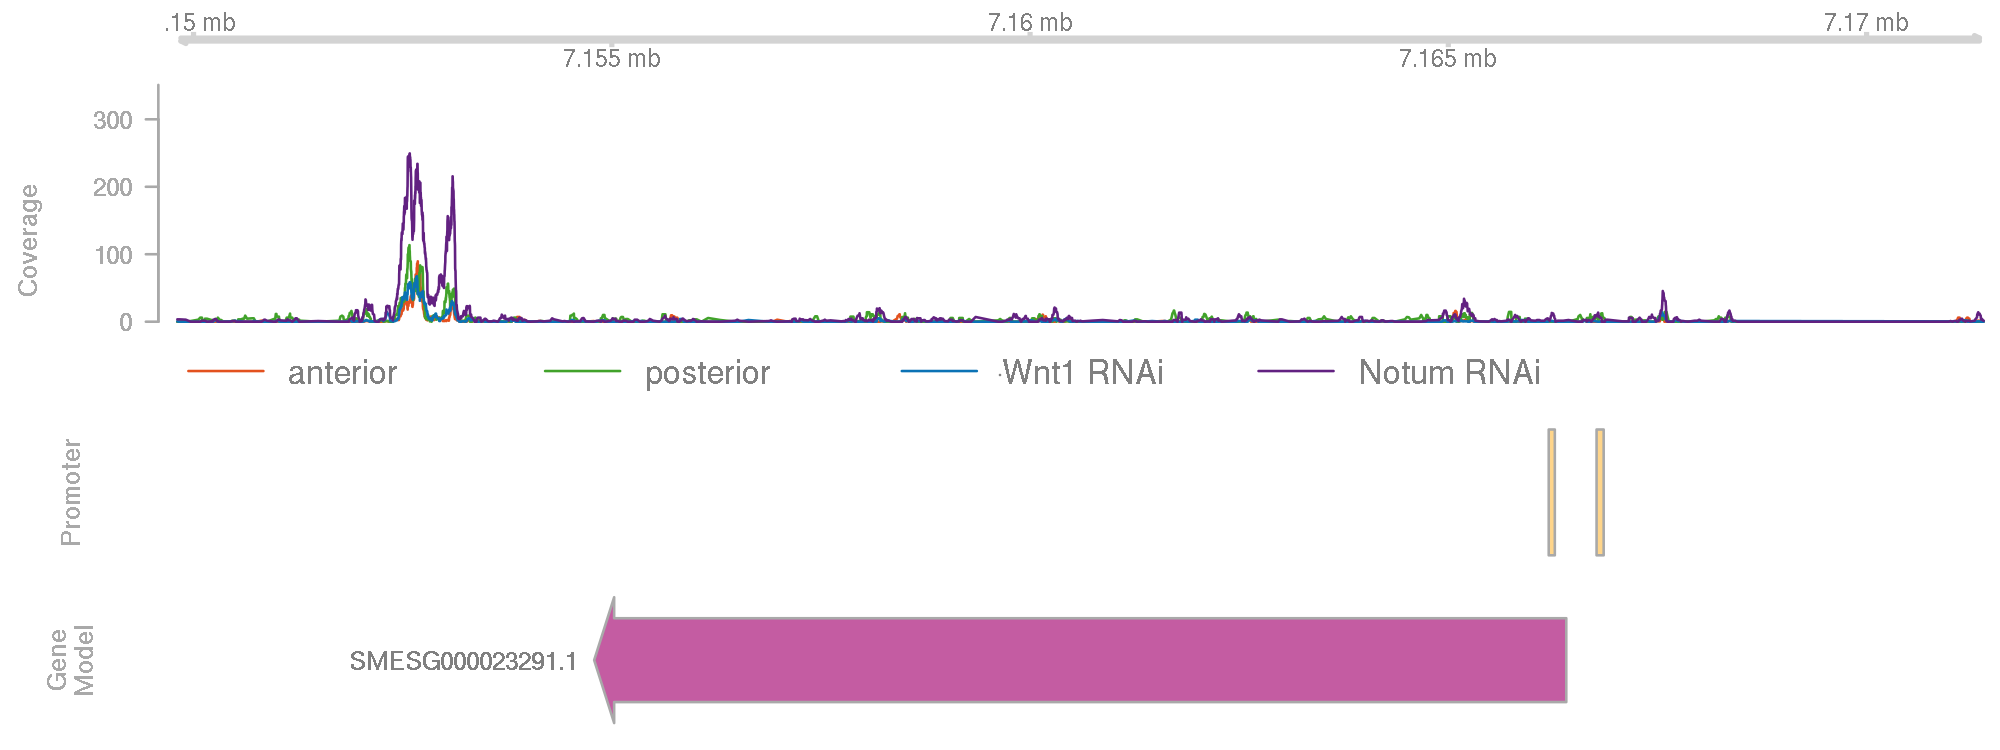 .15 mb 7.16 mb 7.17 mb
7.155 mb 7.165 mb
300
200
100
0
Coverage
anterior posterior Wnt1 RNAi Notum RNAi
Promoter
Gene
Model
SMESG000023291.1